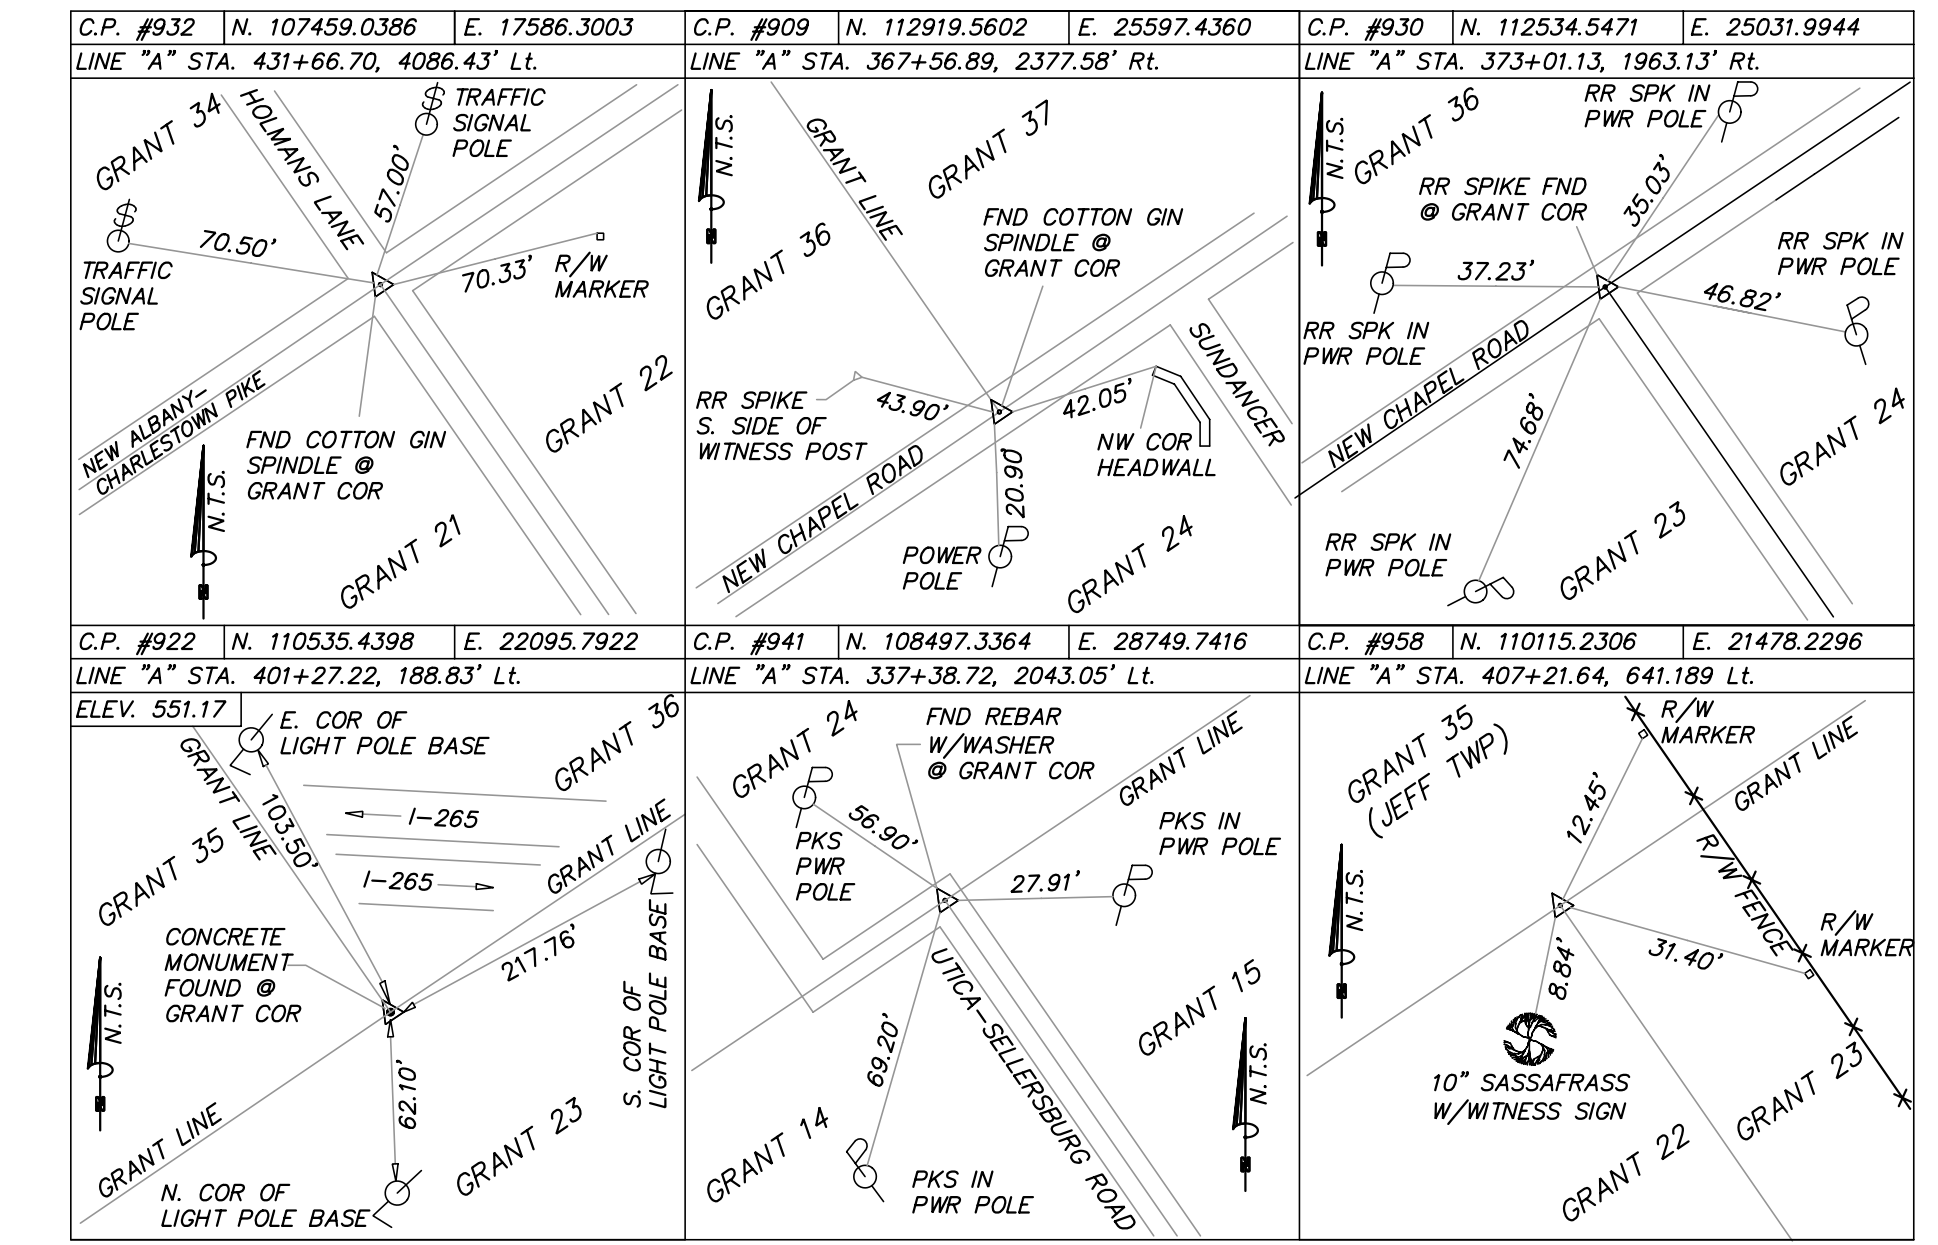 C.P. #932 N. 107459.0386 E. 17586.3003
LINE "A" STA. 431+66.70, 4086.43' Lt.
GRANT 34
HOLMANS LANE
TRAFFIC
SIGNAL
POLE
57.00'
70.50'
TRAFFIC
SIGNAL
POLE
70.33'
R/W
MARKER
NEW ALBANY-
CHARLESTOWN PIKE
GRANT 22
FND COTTON GIN
SPINDLE @
GRANT COR
N.T.S.
GRANT 21
C.P. #909 N. 112919.5602 E. 25597.4360
LINE "A" STA. 367+56.89, 2377.58' Rt.
N.T.S.
GRANT LINE
GRANT 37
GRANT 36
FND COTTON GIN
SPINDLE @
GRANT COR
SUNDANCER
RR SPIKE
S. SIDE OF
WITNESS POST
43.90'
42.05'
NW COR
HEADWALL
20.90'
NEW CHAPEL ROAD
POWER
POLE
GRANT 24
C.P. #930 N. 112534.5471 E. 25031.9944
LINE "A" STA. 373+01.13, 1963.13' Rt.
N.T.S.
GRANT 36
RR SPK IN
PWR POLE
RR SPIKE FND
@ GRANT COR
35.03'
37.23'
RR SPK IN
PWR POLE
46.82'
RR SPK IN
PWR POLE
NEW CHAPEL ROAD
74.68'
GRANT 24
RR SPK IN
PWR POLE
GRANT 23
C.P. #922 N. 110535.4398 E. 22095.7922
LINE "A" STA. 401+27.22, 188.83' Lt.
ELEV. 551.17
E. COR OF
LIGHT POLE BASE
GRANT 36
GRANT LINE
103.50'
I-265
I-265
GRANT LINE
GRANT 35
CONCRETE
MONUMENT
FOUND @
GRANT COR
217.76'
S. COR OF
LIGHT POLE BASE
N.T.S.
62.10'
GRANT LINE
GRANT 23
N. COR OF
LIGHT POLE BASE
C.P. #941 N. 108497.3364 E. 28749.7416
LINE "A" STA. 337+38.72, 2043.05' Lt.
GRANT 24
FND REBAR
W/WASHER
@ GRANT COR
GRANT LINE
56.90'
PKS
PWR
POLE
PKS IN
PWR POLE
27.91'
UTICA-SELLERSBURG ROAD
GRANT 15
69.20'
N.T.S.
GRANT 14
PKS IN
PWR POLE
C.P. #958 N. 110115.2306 E. 21478.2296
LINE "A" STA. 407+21.64, 641.189 Lt.
GRANT 35
(JEFF TWP)
R/W
MARKER
GRANT LINE
12.45'
R/W FENCE
N.T.S.
R/W
MARKER
31.40'
8.84'
10" SASSAFRASS
W/WITNESS SIGN
GRANT 23
GRANT 22